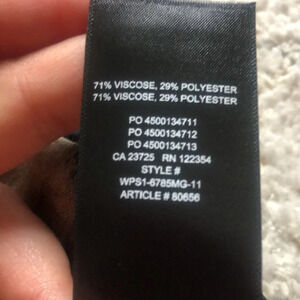 71% VISCOSE, 29% POLYESTER
71% VISCOSE, 29% POLYESTER
PO 4500134711
PO 4500134712
PO 4500134713
CA 23725 RN 122354
STYLE #
WPS1-6785MG-11
ARTICLE # 80656